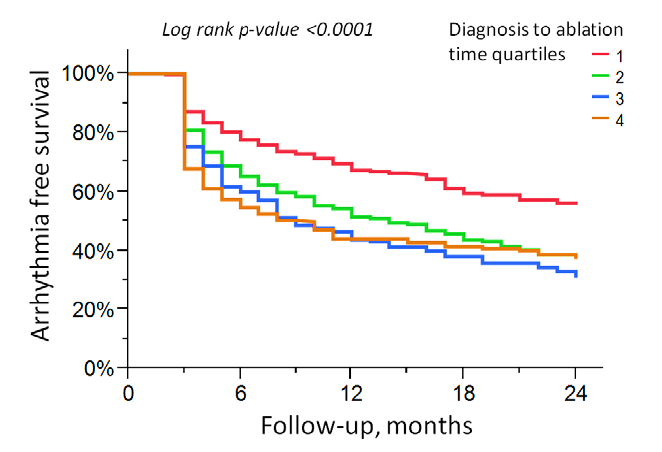 Log rank p-value <0.0001
Diagnosis to ablation
time quartiles
1
2
3
4
Arrhythmia free survival
100%
80%
60%
40%
20%
0%
0 6 12 18 24
Follow-up, months